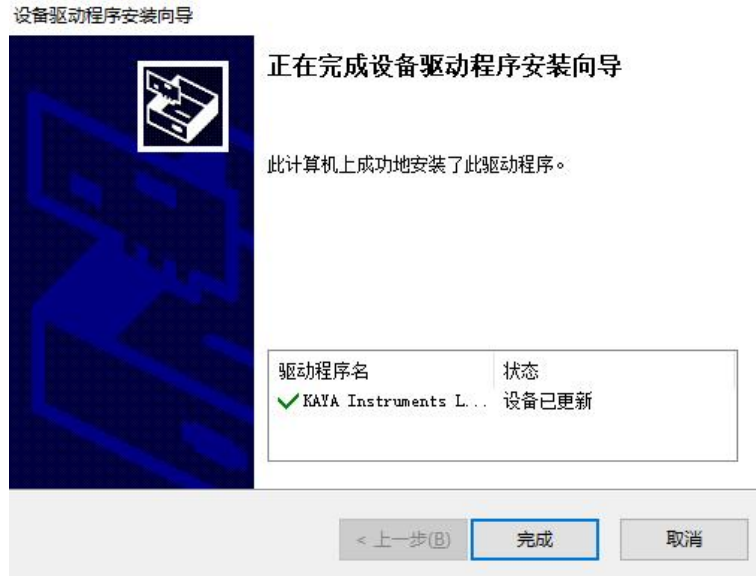 设备驱动程序安装向导
正在完成设备驱动程序安装向导
此计算机上成功地安装了此驱动程序。
驱动程序名 状态
KAYA Instruments L... 设备已更新
< 上一步(B) 完成 取消